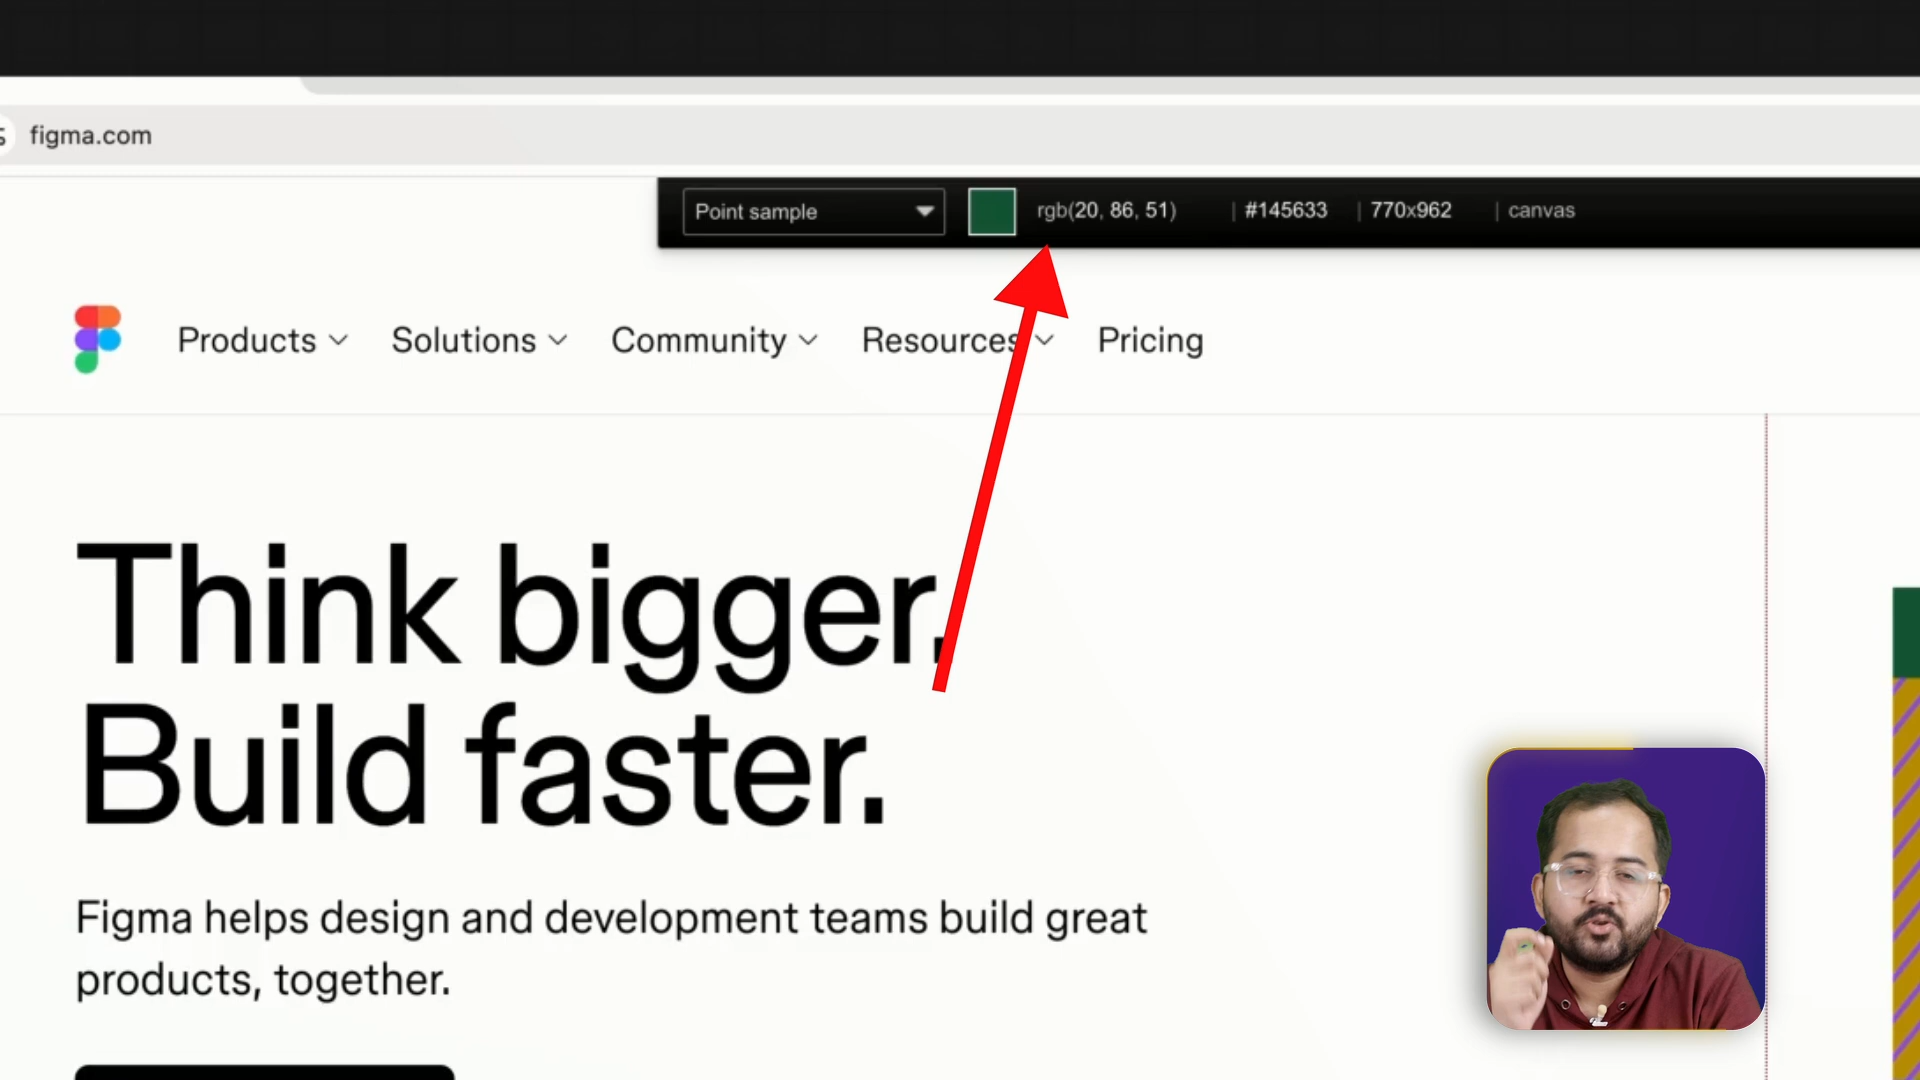 figma.com
Point sample
rgb(20, 86, 51) | #145633 | 770x962 | canvas
Products Solutions Community Resources Pricing
Think bigger.
Build faster.
Figma helps design and development teams build great
products, together.